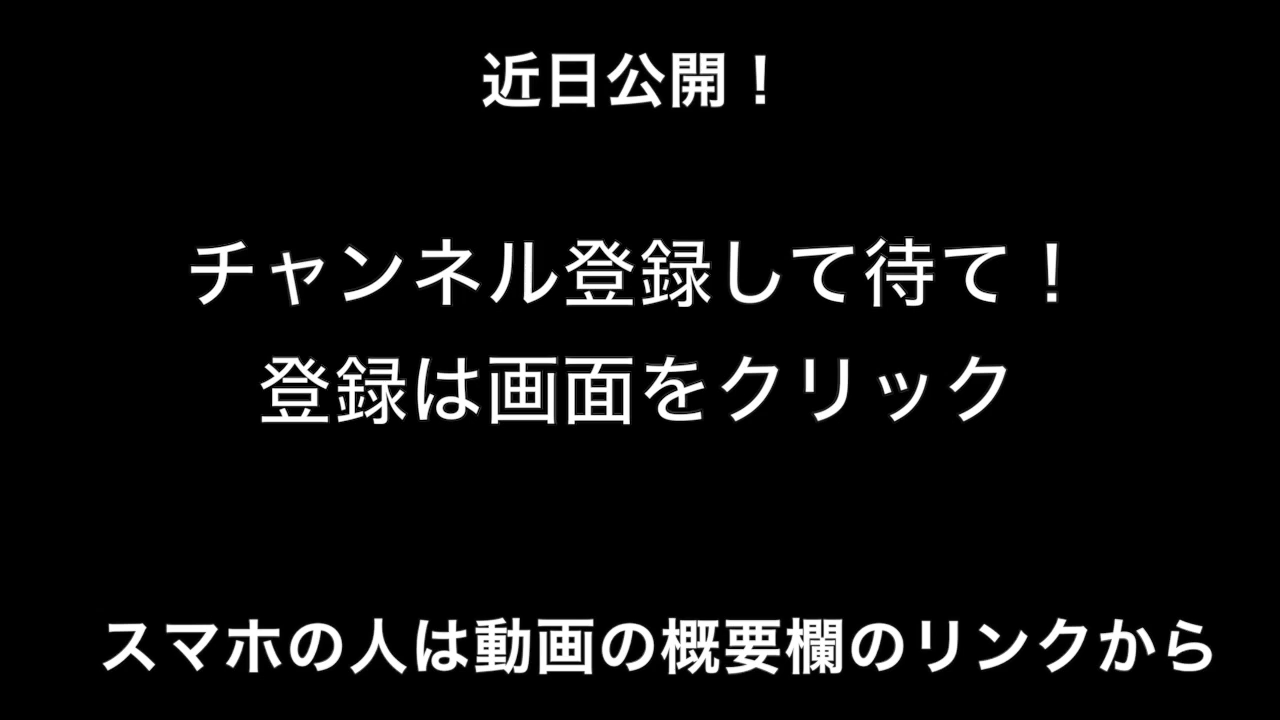 近日公開！
チャンネル登録して待て！
登録は画面をクリック
スマホの人は動画の概要欄のリンクから